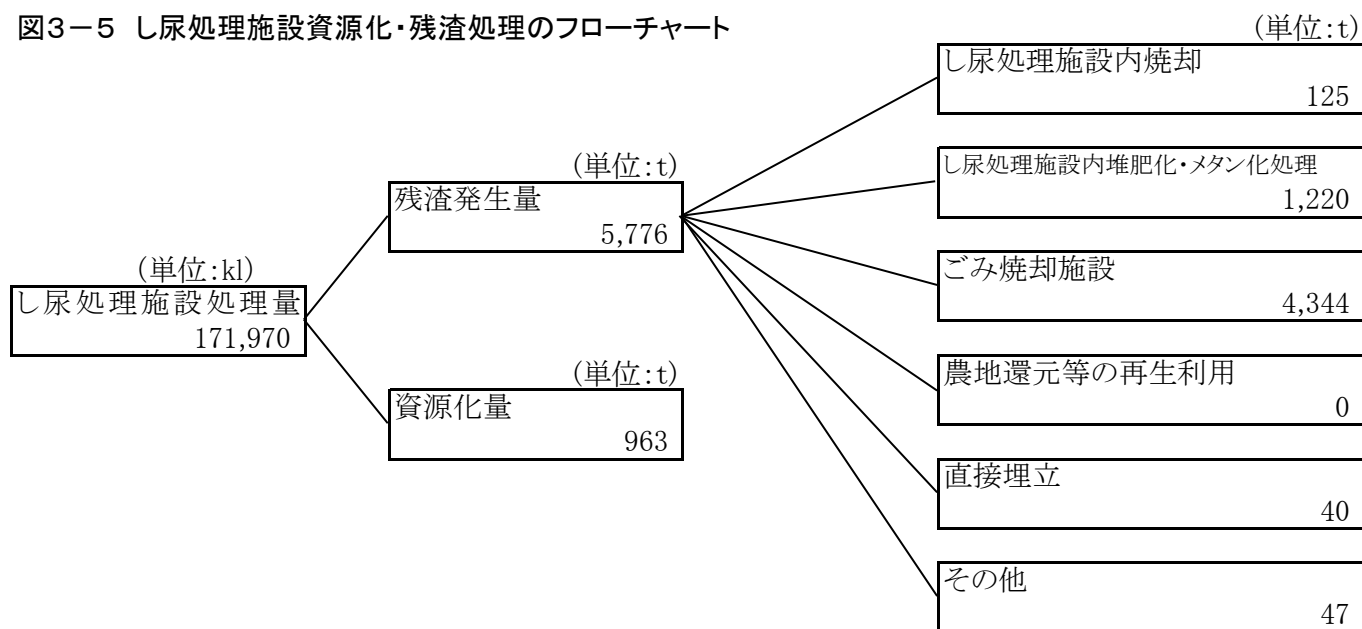 図3－5 し尿処理施設資源化・残渣処理のフローチャート
(単位:kl)
し尿処理施設処理量
171,970
(単位:t)
残渣発生量
5,776
(単位:t)
資源化量
963
(単位:t)
し尿処理施設内焼却
125
し尿処理施設内堆肥化・メタン化処理
1,220
ごみ焼却施設
4,344
農地還元等の再生利用
0
直接埋立
40
その他
47